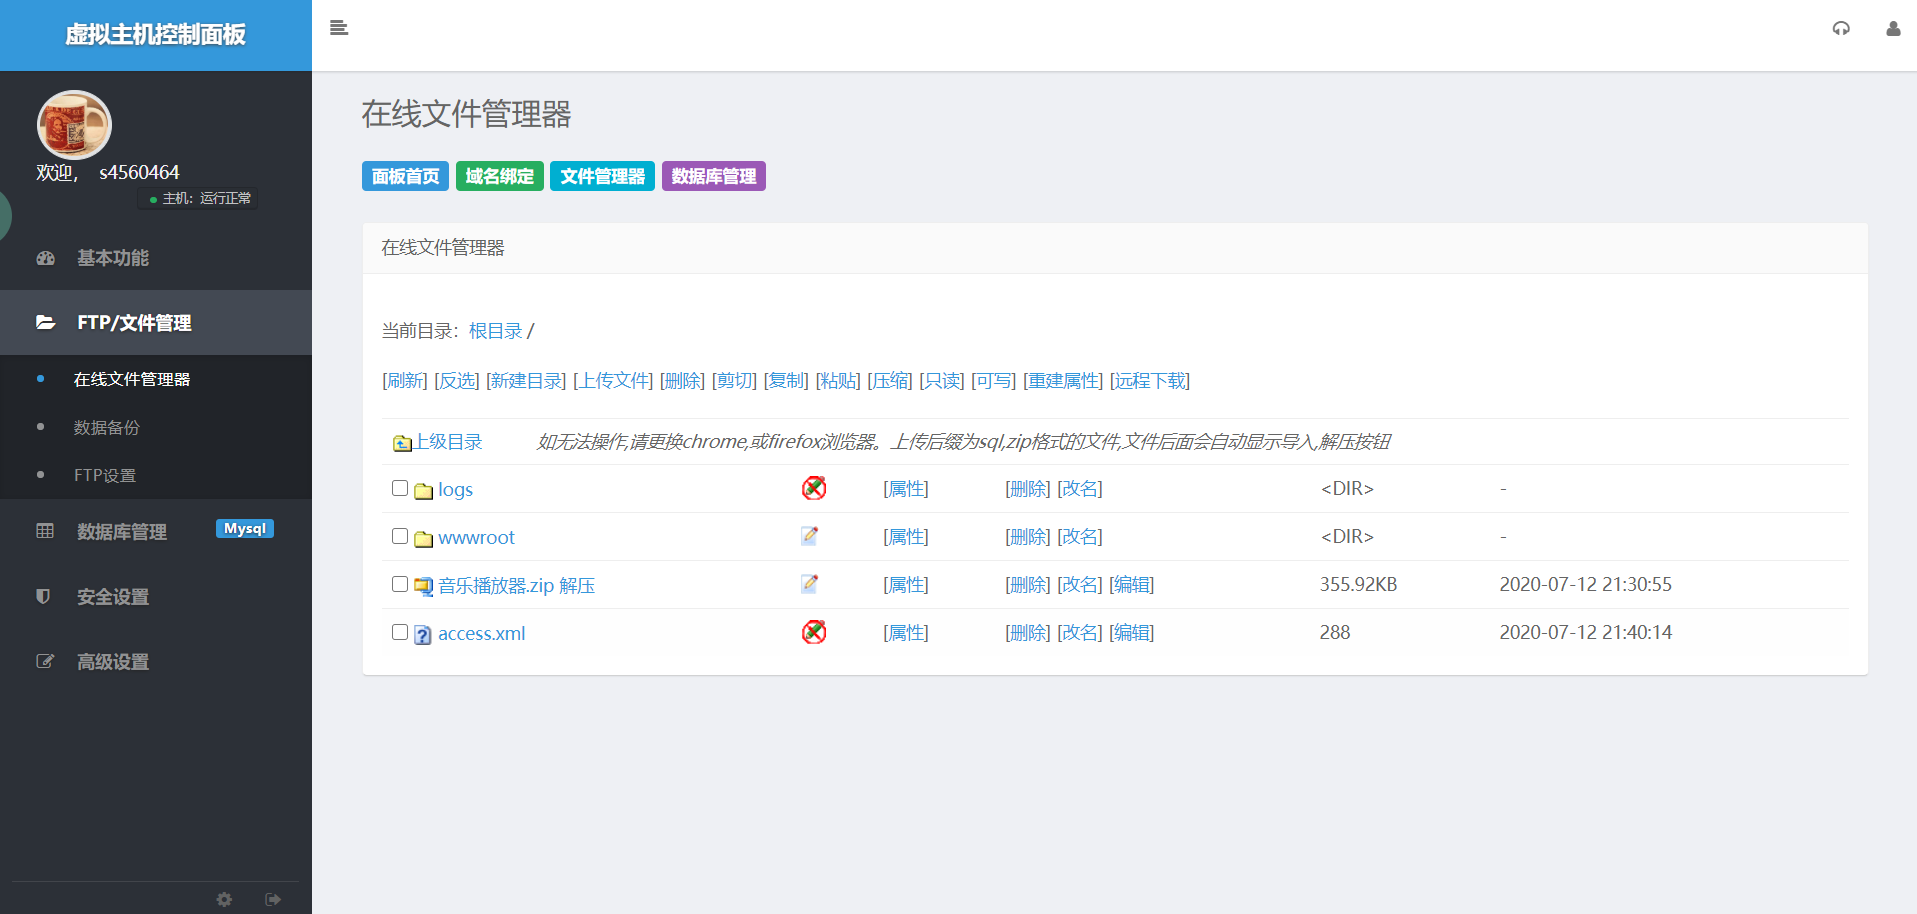 虚拟主机控制面板
欢迎， s4560464
主机：运行正常
基本功能
FTP/文件管理
在线文件管理器
数据备份
FTP设置
数据库管理 Mysql
安全设置
高级设置
在线文件管理器
面板首页 域名绑定 文件管理器 数据库管理
在线文件管理器
当前目录：根目录 /
[刷新] [反选] [新建目录] [上传文件] [删除] [剪切] [复制] [粘贴] [压缩] [只读] [可写] [重建属性] [远程下载]
上级目录 如无法操作,请更换chrome,或firefox浏览器。上传后缀为sql,zip格式的文件,文件后面会自动显示导入,解压按钮
logs [属性] [删除] [改名] <DIR> -
wwwroot [属性] [删除] [改名] <DIR> -
音乐播放器.zip 解压 [属性] [删除] [改名] [编辑] 355.92KB 2020-07-12 21:30:55
access.xml [属性] [删除] [改名] [编辑] 288 2020-07-12 21:40:14